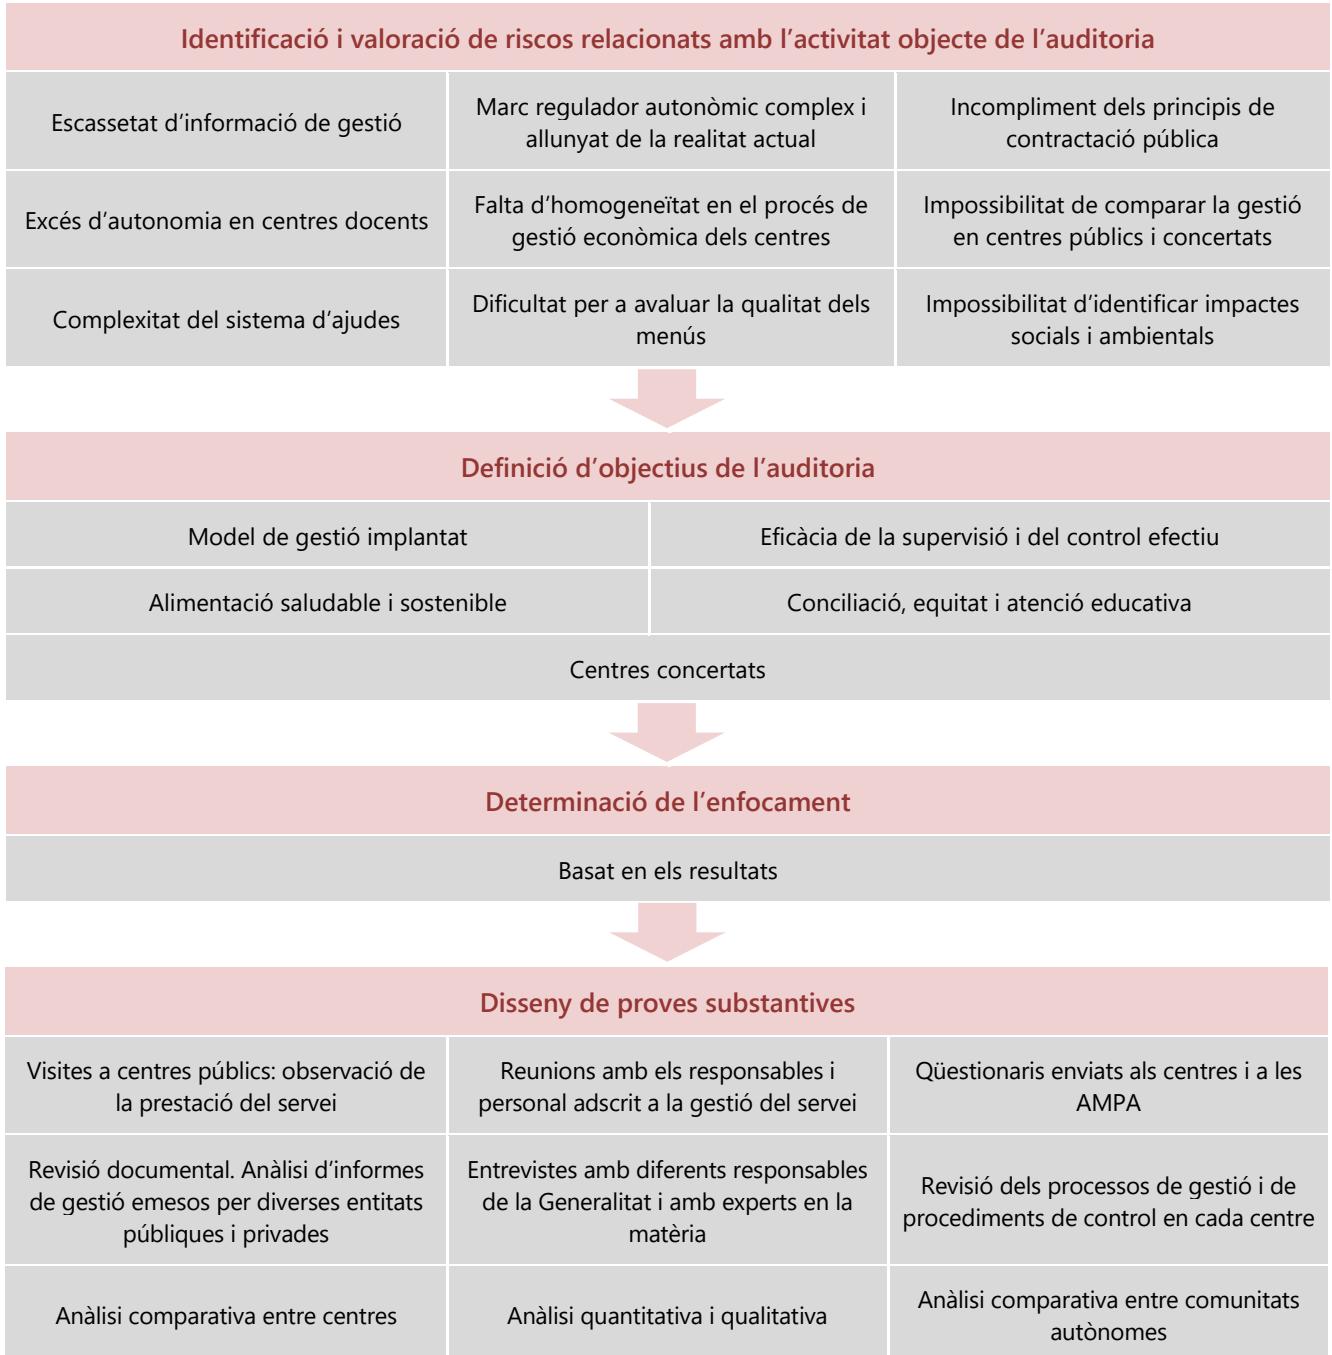 Identificació i valoració de riscos relacionats amb l’activitat objecte de l’auditoria
Escassetat d’informació de gestió
Marc regulador autonòmic complex i
allunyat de la realitat actual
Incompliment dels principis de
contractació pública
Excés d’autonomia en centres docents
Falta d’homogeneïtat en el procés de
gestió econòmica dels centres
Impossibilitat de comparar la gestió
en centres públics i concertats
Complexitat del sistema d’ajudes
Dificultat per a avaluar la qualitat dels
menús
Impossibilitat d’identificar impactes
socials i ambientals
Definició d’objectius de l’auditoria
Model de gestió implantat
Eficàcia de la supervisió i del control efectiu
Alimentació saludable i sostenible
Conciliació, equitat i atenció educativa
Centres concertats
Determinació de l’enfocament
Basat en els resultats
Disseny de proves substantives
Visites a centres públics: observació de
la prestació del servei
Reunions amb els responsables i
personal adscrit a la gestió del servei
Qüestionaris enviats als centres i a les
AMPA
Revisió documental. Anàlisi d’informes
de gestió emesos per diverses entitats
públiques i privades
Entrevistes amb diferents responsables
de la Generalitat i amb experts en la
matèria
Revisió dels processos de gestió i de
procediments de control en cada centre
Anàlisi comparativa entre centres
Anàlisi quantitativa i qualitativa
Anàlisi comparativa entre comunitats
autònomes